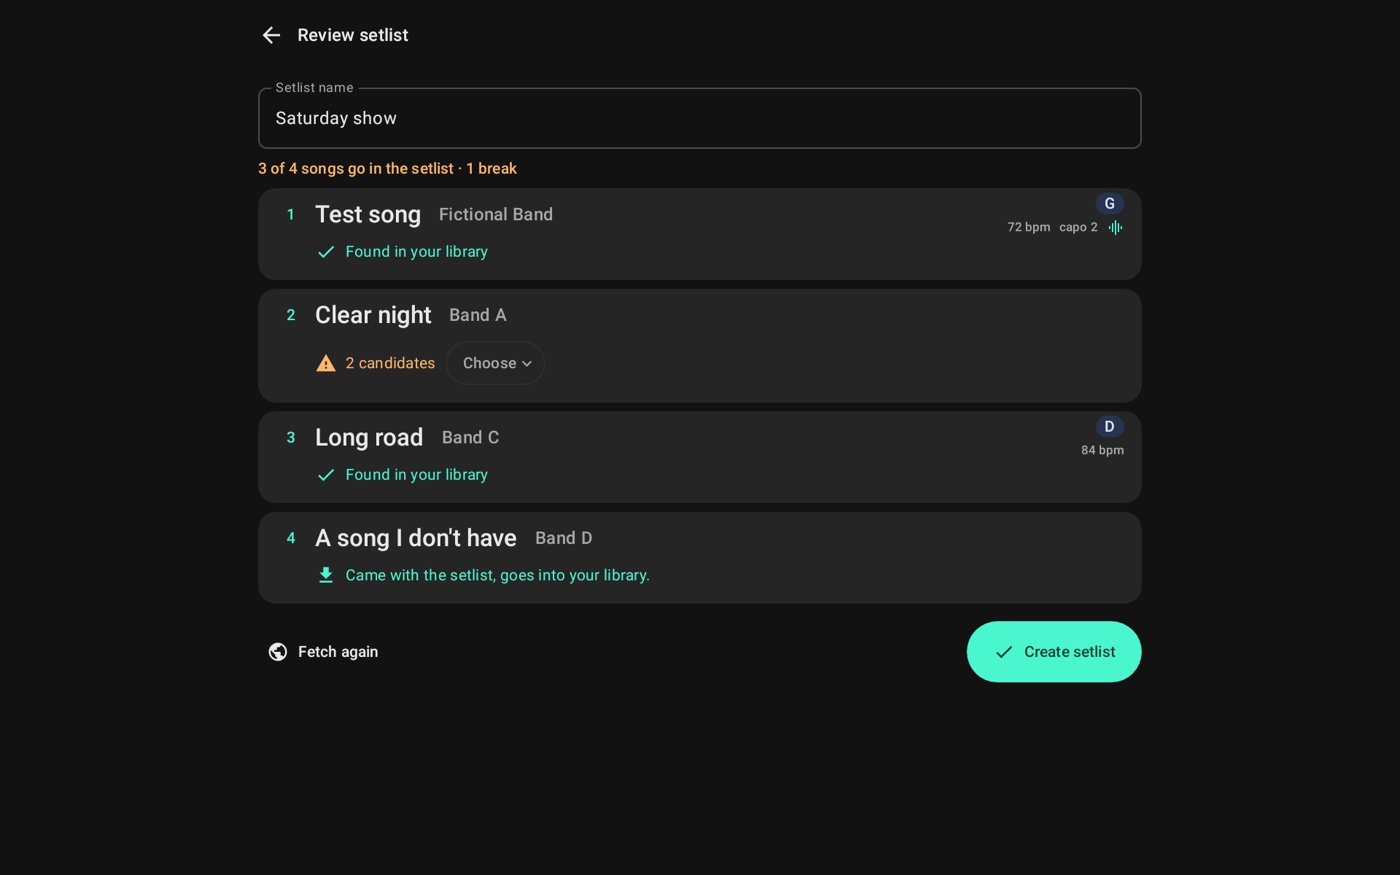 Review setlist
Setlist name
Saturday show
3 of 4 songs go in the setlist · 1 break
1 Test song Fictional Band G
72 bpm capo 2
Found in your library
2 Clear night Band A
2 candidates Choose
3 Long road Band C D
84 bpm
Found in your library
4 A song I don't have Band D
Came with the setlist, goes into your library.
Fetch again Create setlist